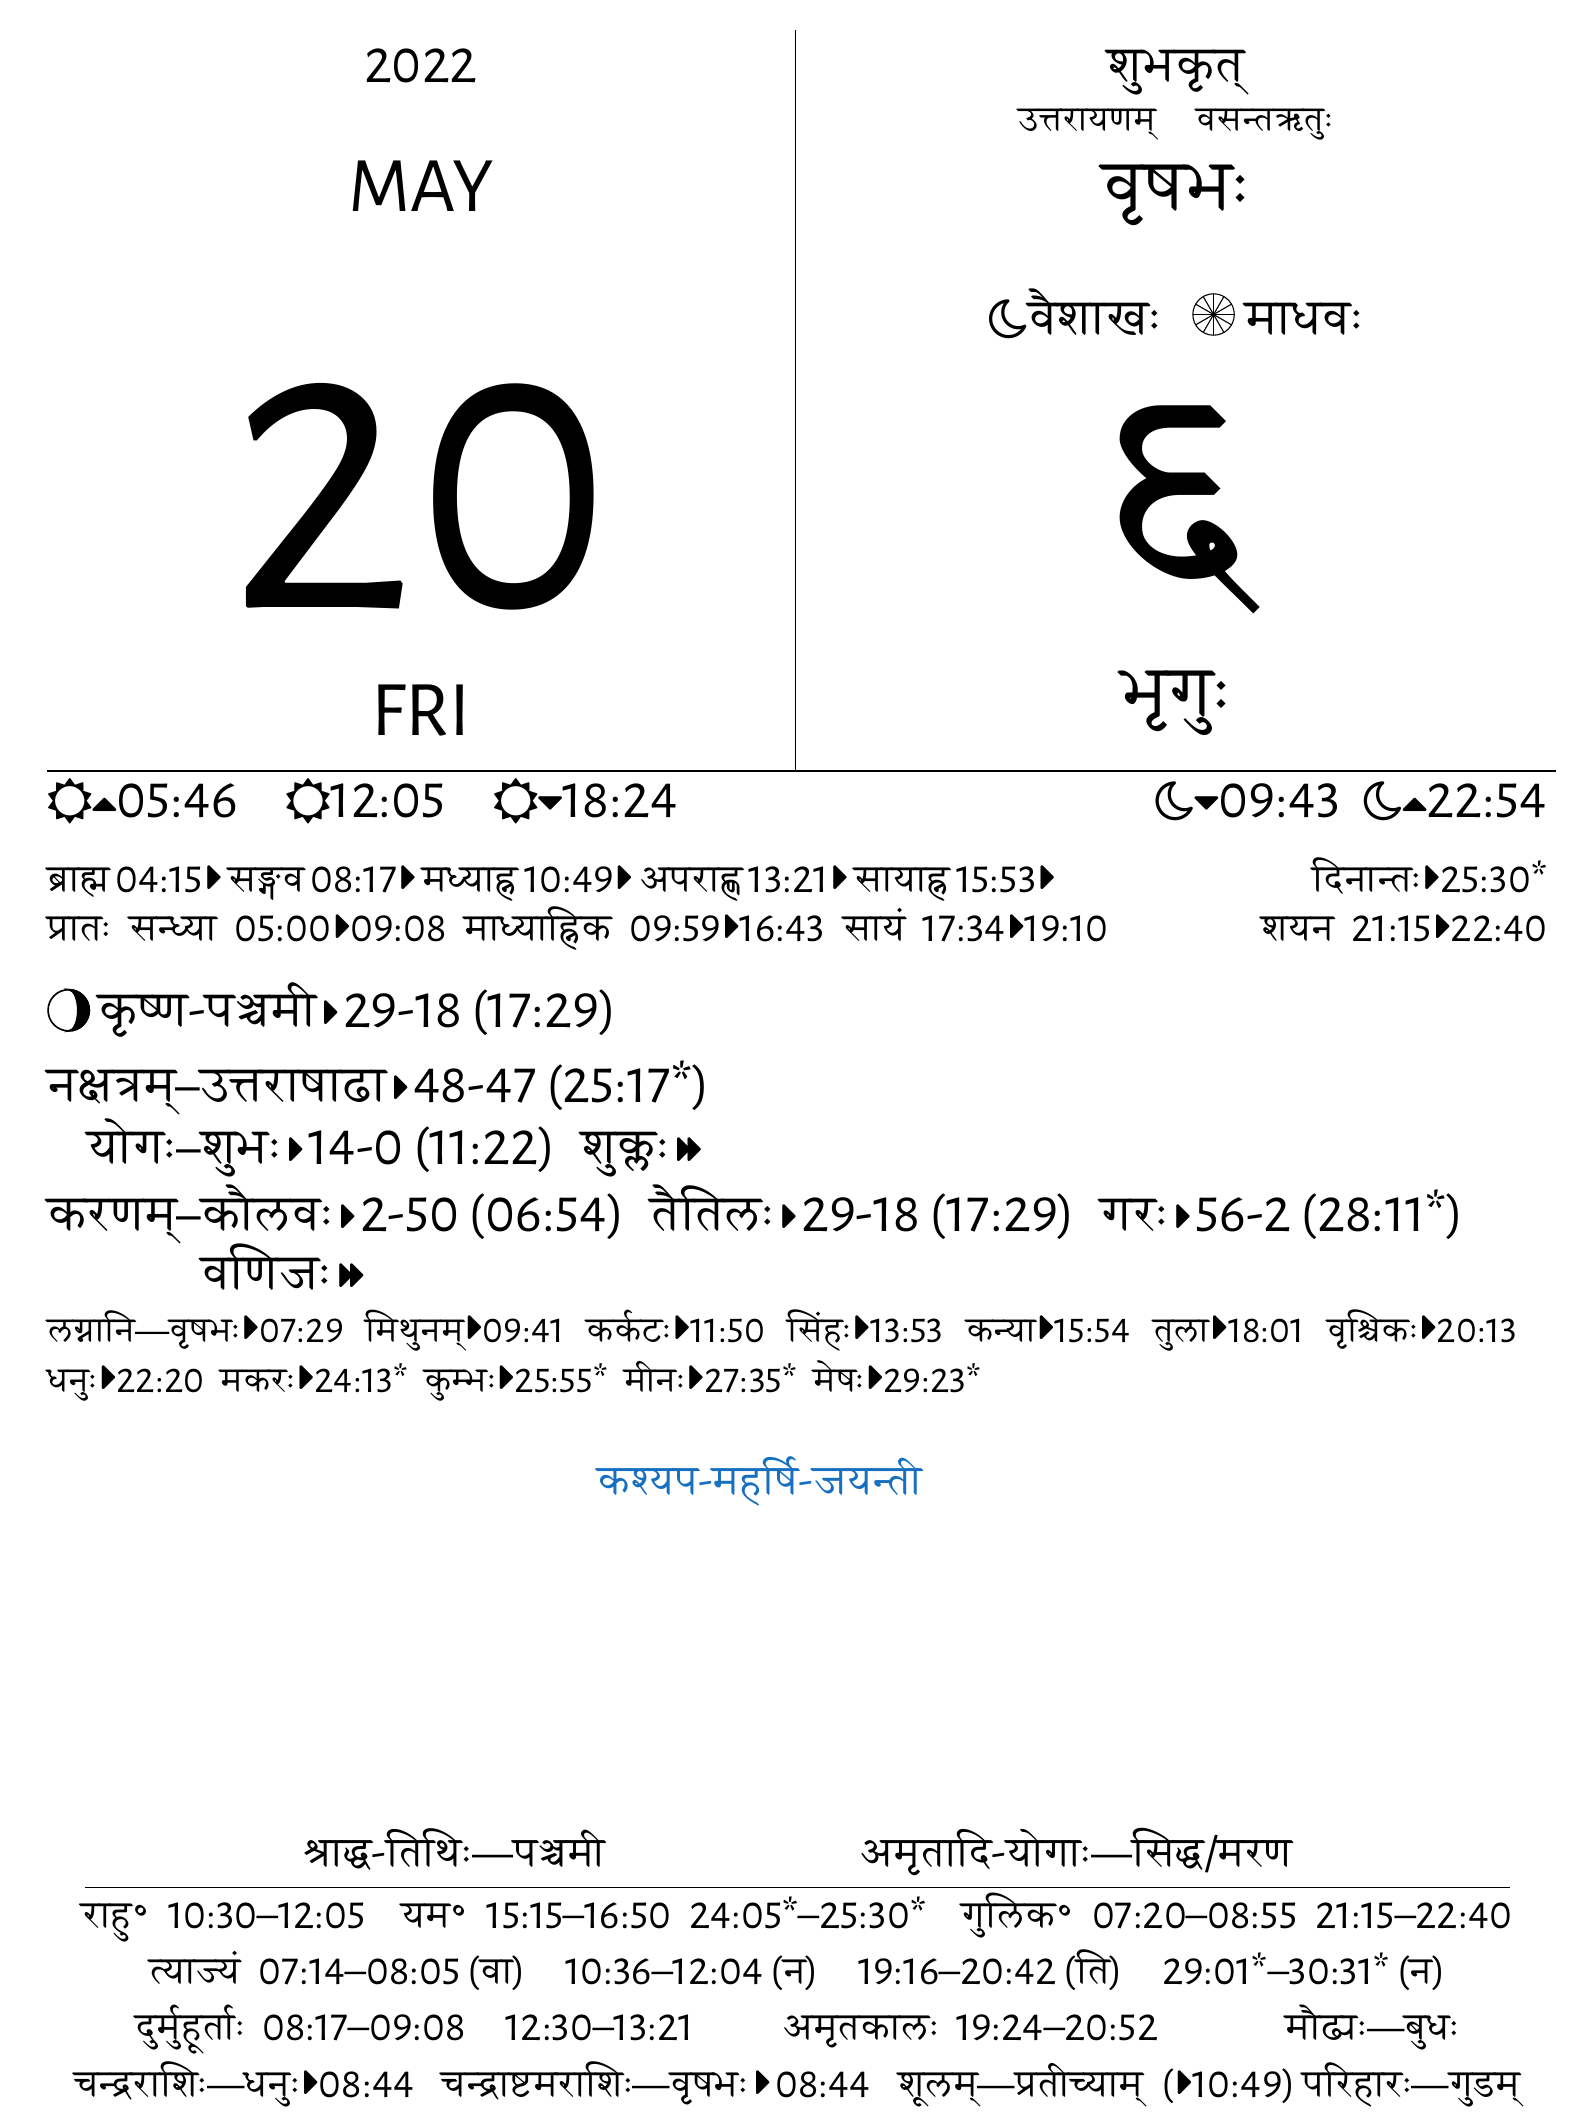 2022
MAY
20
FRI
शुभकृत्
उत्तरायणम् वसन्तऋतुः
वृषभः
वैशाखः माधवः
६
भृगुः
05:46 12:05 18:24 09:43 22:54
ब्राह्म 04:15 सङ्गव 08:17 मध्याह्न 10:49 अपराह्ण 13:21 सायाह्न 15:53 दिनान्तः 25:30*
प्रातः सन्ध्या 05:00 09:08 माध्याह्निक 09:59 16:43 सायं 17:34 19:10 शयन 21:15 22:40
कृष्ण-पञ्चमी 29-18 (17:29)
नक्षत्रम्–उत्तराषाढा 48-47 (25:17*)
योगः–शुभः 14-0 (11:22) शुक्लः
करणम्–कौलवः 2-50 (06:54) तैतिलः 29-18 (17:29) गरः 56-2 (28:11*)
वणिजः
लग्नानि—वृषभः 07:29 मिथुनम् 09:41 कर्कटः 11:50 सिंहः 13:53 कन्या 15:54 तुला 18:01 वृश्चिकः 20:13
धनुः 22:20 मकरः 24:13* कुम्भः 25:55* मीनः 27:35* मेषः 29:23*
कश्यप-महर्षि-जयन्ती
श्राद्ध-तिथिः—पञ्चमी अमृतादि-योगाः—सिद्ध/मरण
राहु° 10:30–12:05 यम° 15:15–16:50 24:05*–25:30* गुलिक° 07:20–08:55 21:15–22:40
त्याज्यं 07:14–08:05 (वा) 10:36–12:04 (न) 19:16–20:42 (ति) 29:01*–30:31* (न)
दुर्मुहूर्ताः 08:17–09:08 12:30–13:21 अमृतकालः 19:24–20:52 मौढ्यः—बुधः
चन्द्रराशिः—धनुः 08:44 चन्द्राष्टमराशिः—वृषभः 08:44 शूलम्—प्रतीच्याम् (10:49) परिहारः—गुडम्